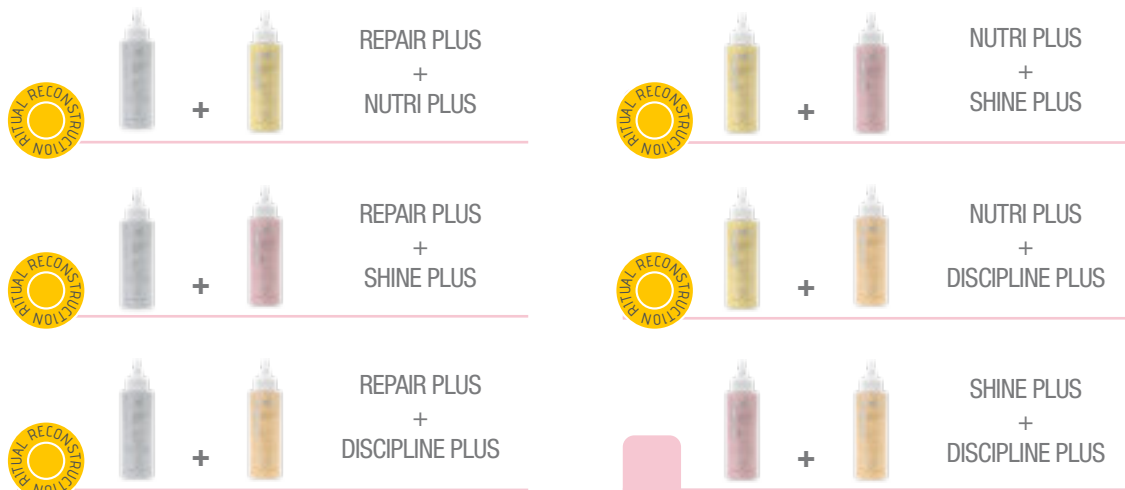 RITUAL RECONSTRUCTION
+
REPAIR PLUS
+
NUTRI PLUS
RITUAL RECONSTRUCTION
+
REPAIR PLUS
+
SHINE PLUS
RITUAL RECONSTRUCTION
+
REPAIR PLUS
+
DISCIPLINE PLUS
RITUAL RECONSTRUCTION
+
NUTRI PLUS
+
SHINE PLUS
RITUAL RECONSTRUCTION
+
NUTRI PLUS
+
DISCIPLINE PLUS
+
SHINE PLUS
+
DISCIPLINE PLUS